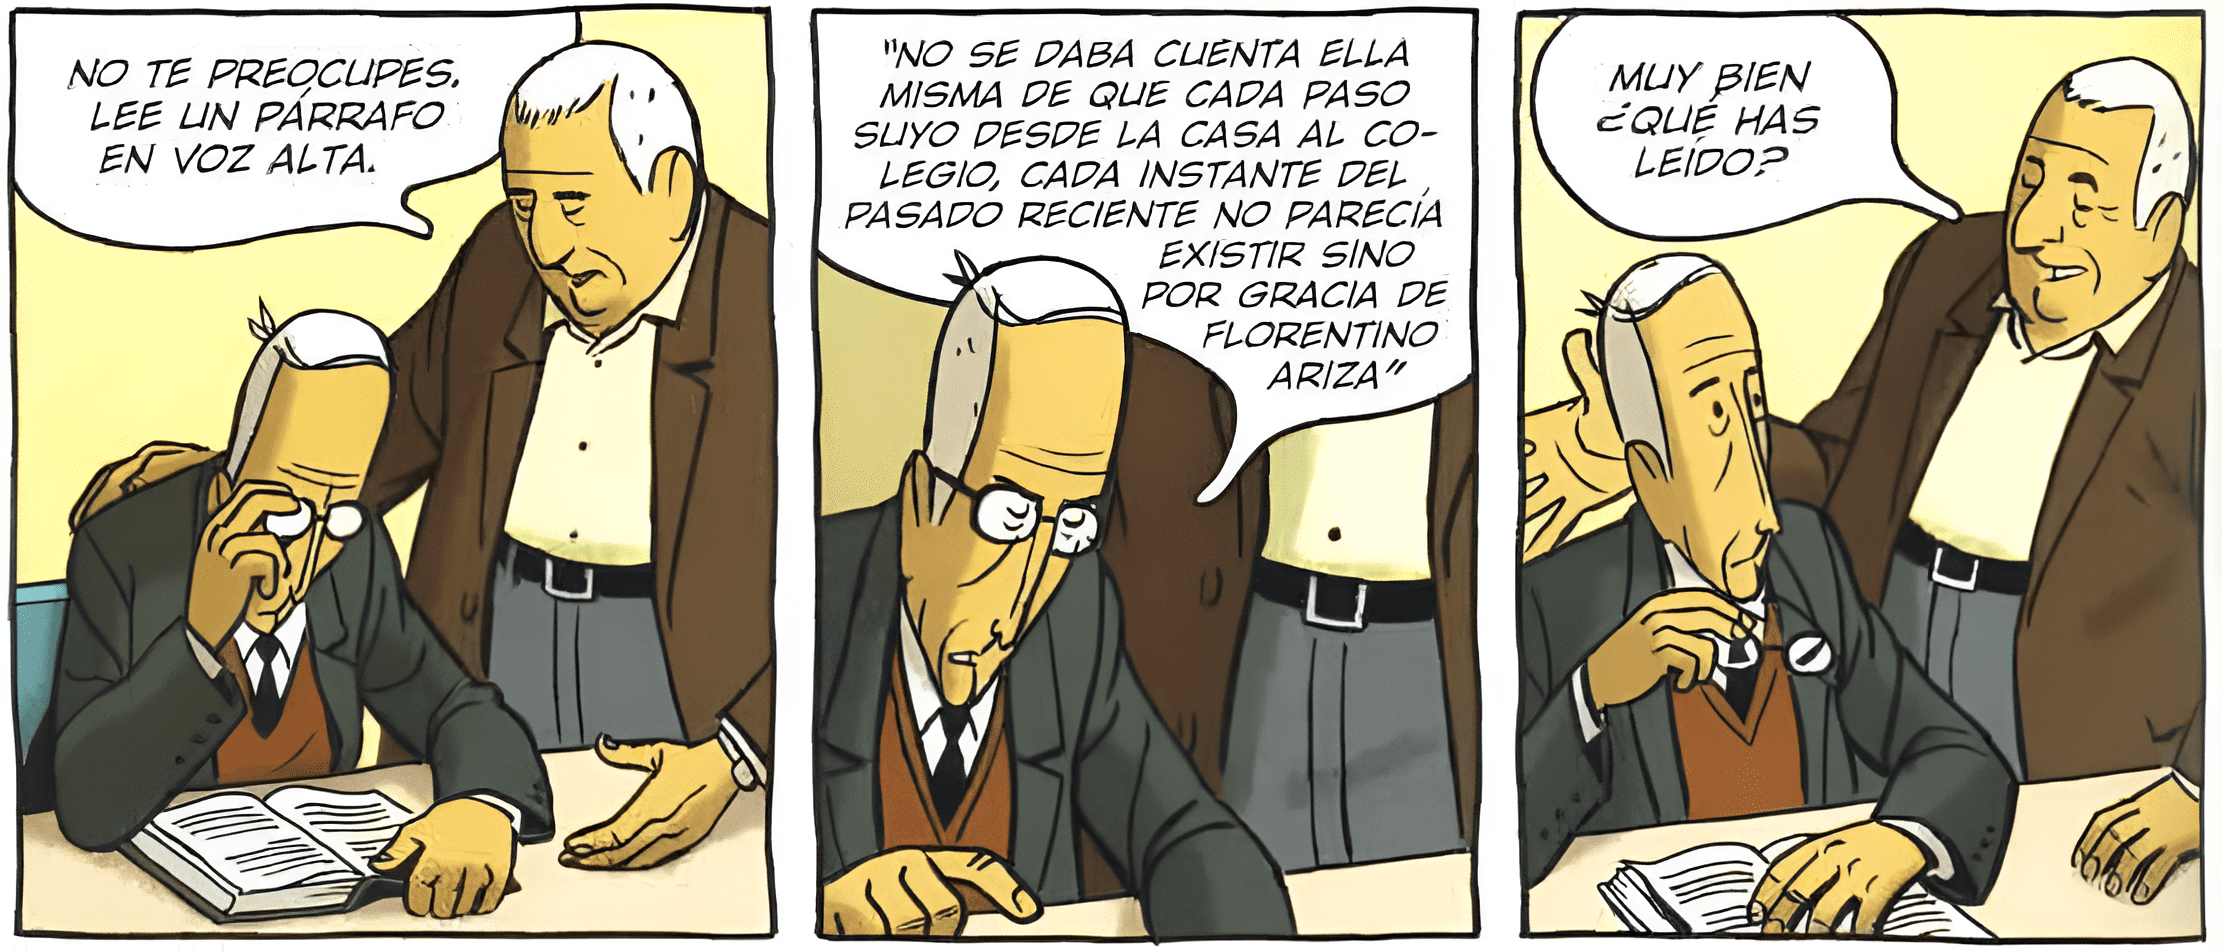 NO TE PREOCUPES.
LEE UN PÁRRAFO
EN VOZ ALTA.
"NO SE DABA CUENTA ELLA
MISMA DE QUE CADA PASO
SUYO DESDE LA CASA AL CO-
LEGIO, CADA INSTANTE DEL
PASADO RECIENTE NO PARECÍA
EXISTIR SINO
POR GRACIA DE
FLORENTINO
ARIZA"
MUY BIEN
¿QUÉ HAS
LEÍDO?